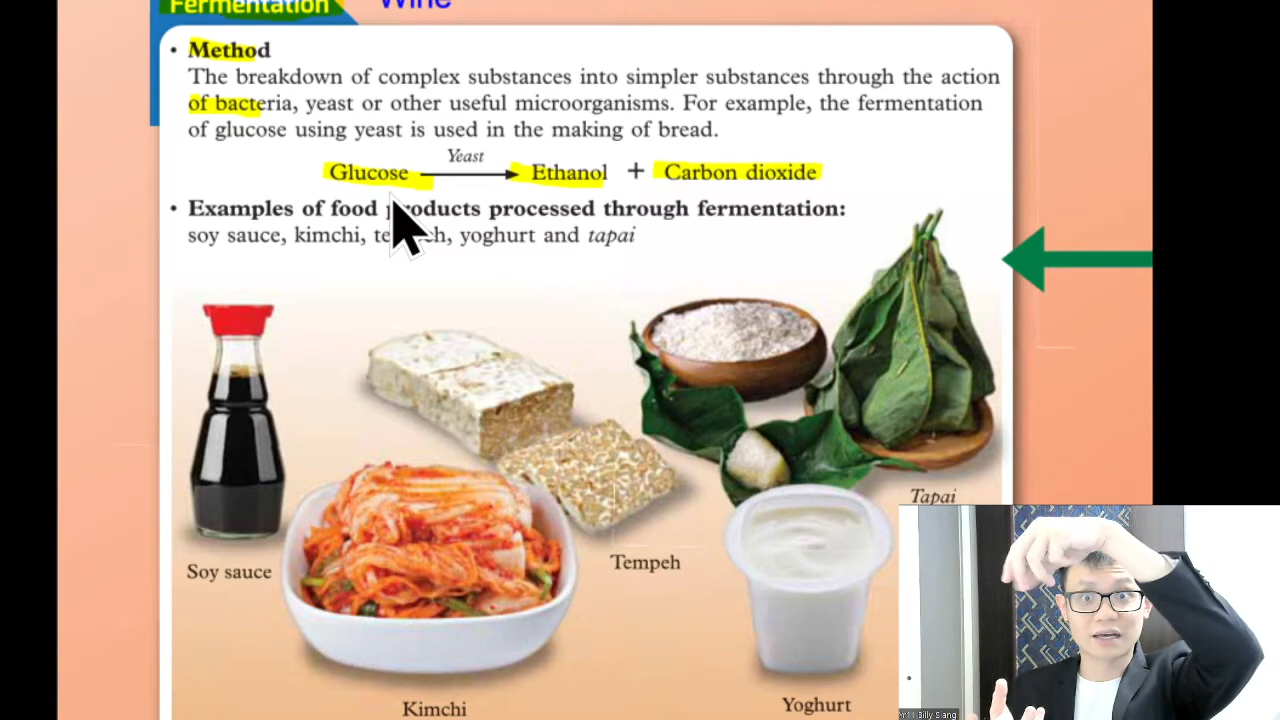 Fermentation
Wine
• Method
The breakdown of complex substances into simpler substances through the action
of bacteria, yeast or other useful microorganisms. For example, the fermentation
of glucose using yeast is used in the making of bread.
Yeast
Glucose → Ethanol + Carbon dioxide
• Examples of food products processed through fermentation:
soy sauce, kimchi, yoghurt and tapai
Tapai
Tempeh
Soy sauce
Yoghurt
Kimchi
Billy Siang